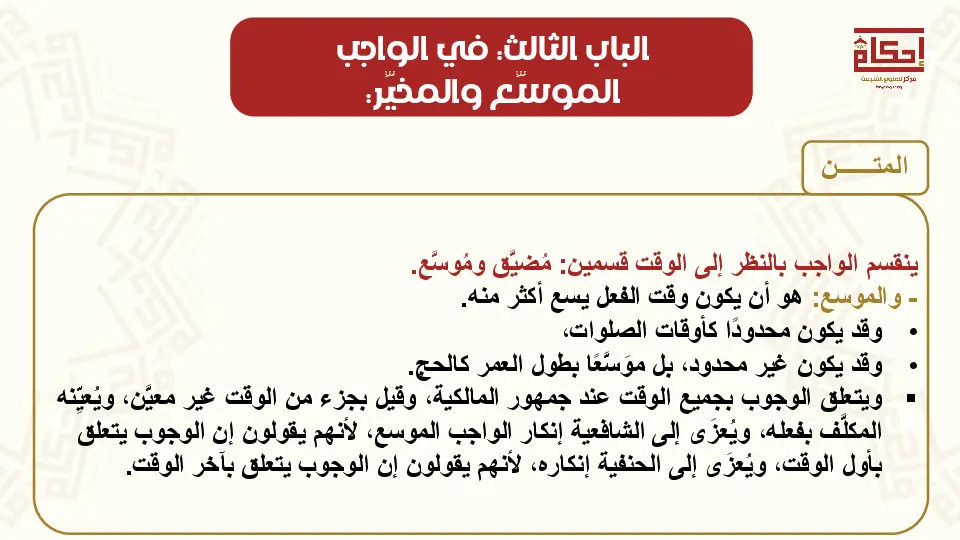 الباب الثالث: في الواجب
الموسّع والمخيّر:
إحكام
مركز للعلوم الشرعية
المتـــــــن
ينقسم الواجب بالنظر إلى الوقت قسمين: مُضيَّق ومُوسَّع.
- والموسع: هو أن يكون وقت الفعل يسع أكثر منه.
• وقد يكون محدودًا كأوقات الصلوات،
• وقد يكون غير محدود، بل موَسَّعًا بطول العمر كالحج.
▪ ويتعلق الوجوب بجميع الوقت عند جمهور المالكية، وقيل بجزء من الوقت غير معيَّن، ويُعيِّنه
المكلَّف بفعله، ويُعزَى إلى الشافعية إنكار الواجب الموسع، لأنهم يقولون إن الوجوب يتعلق
بأول الوقت، ويُعزَى إلى الحنفية إنكاره، لأنهم يقولون إن الوجوب يتعلق بآخر الوقت.